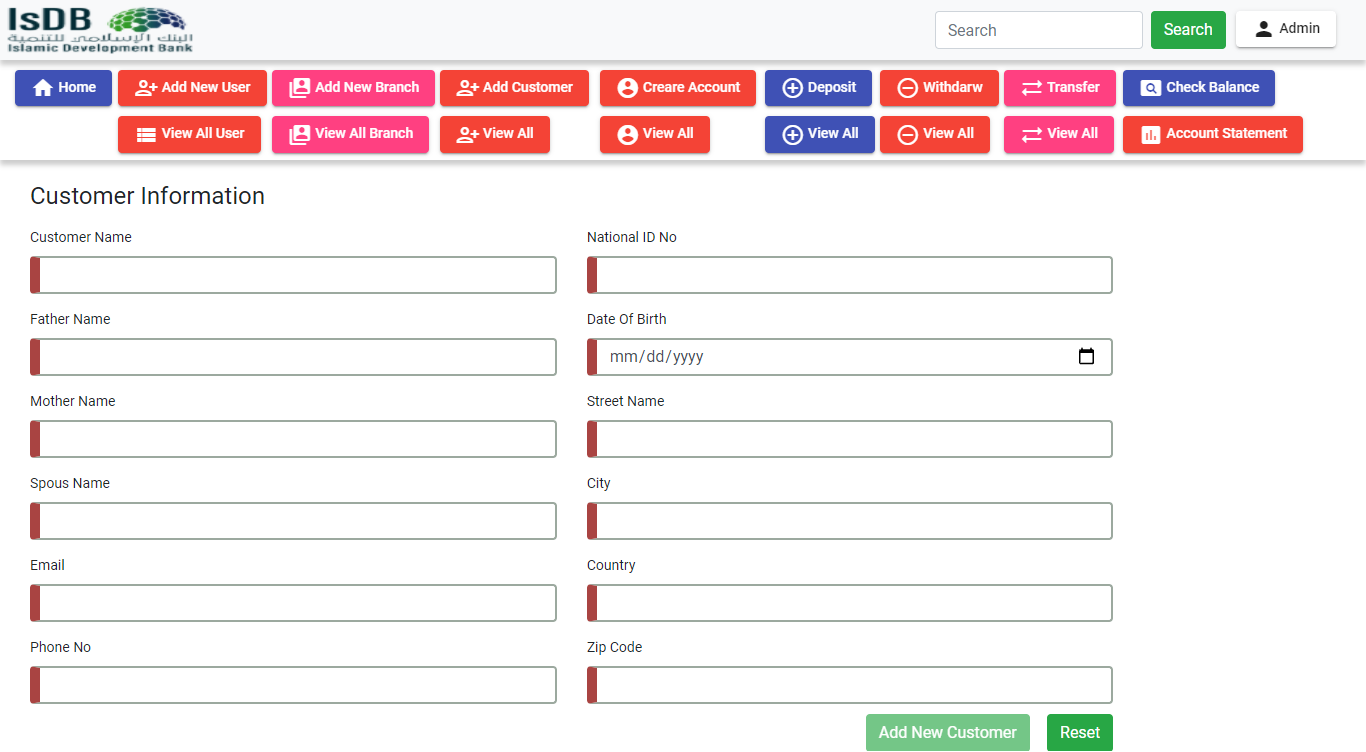 IsDB
البنك الإسلامي للتنمية
Islamic Development Bank
Search
Search
Admin
Home
Add New User
Add New Branch
Add Customer
Creare Account
Deposit
Withdarw
Transfer
Check Balance
View All User
View All Branch
View All
View All
View All
View All
View All
Account Statement
Customer Information
Customer Name
National ID No
Father Name
Date Of Birth
mm/dd/yyyy
Mother Name
Street Name
Spous Name
City
Email
Country
Phone No
Zip Code
Add New Customer
Reset